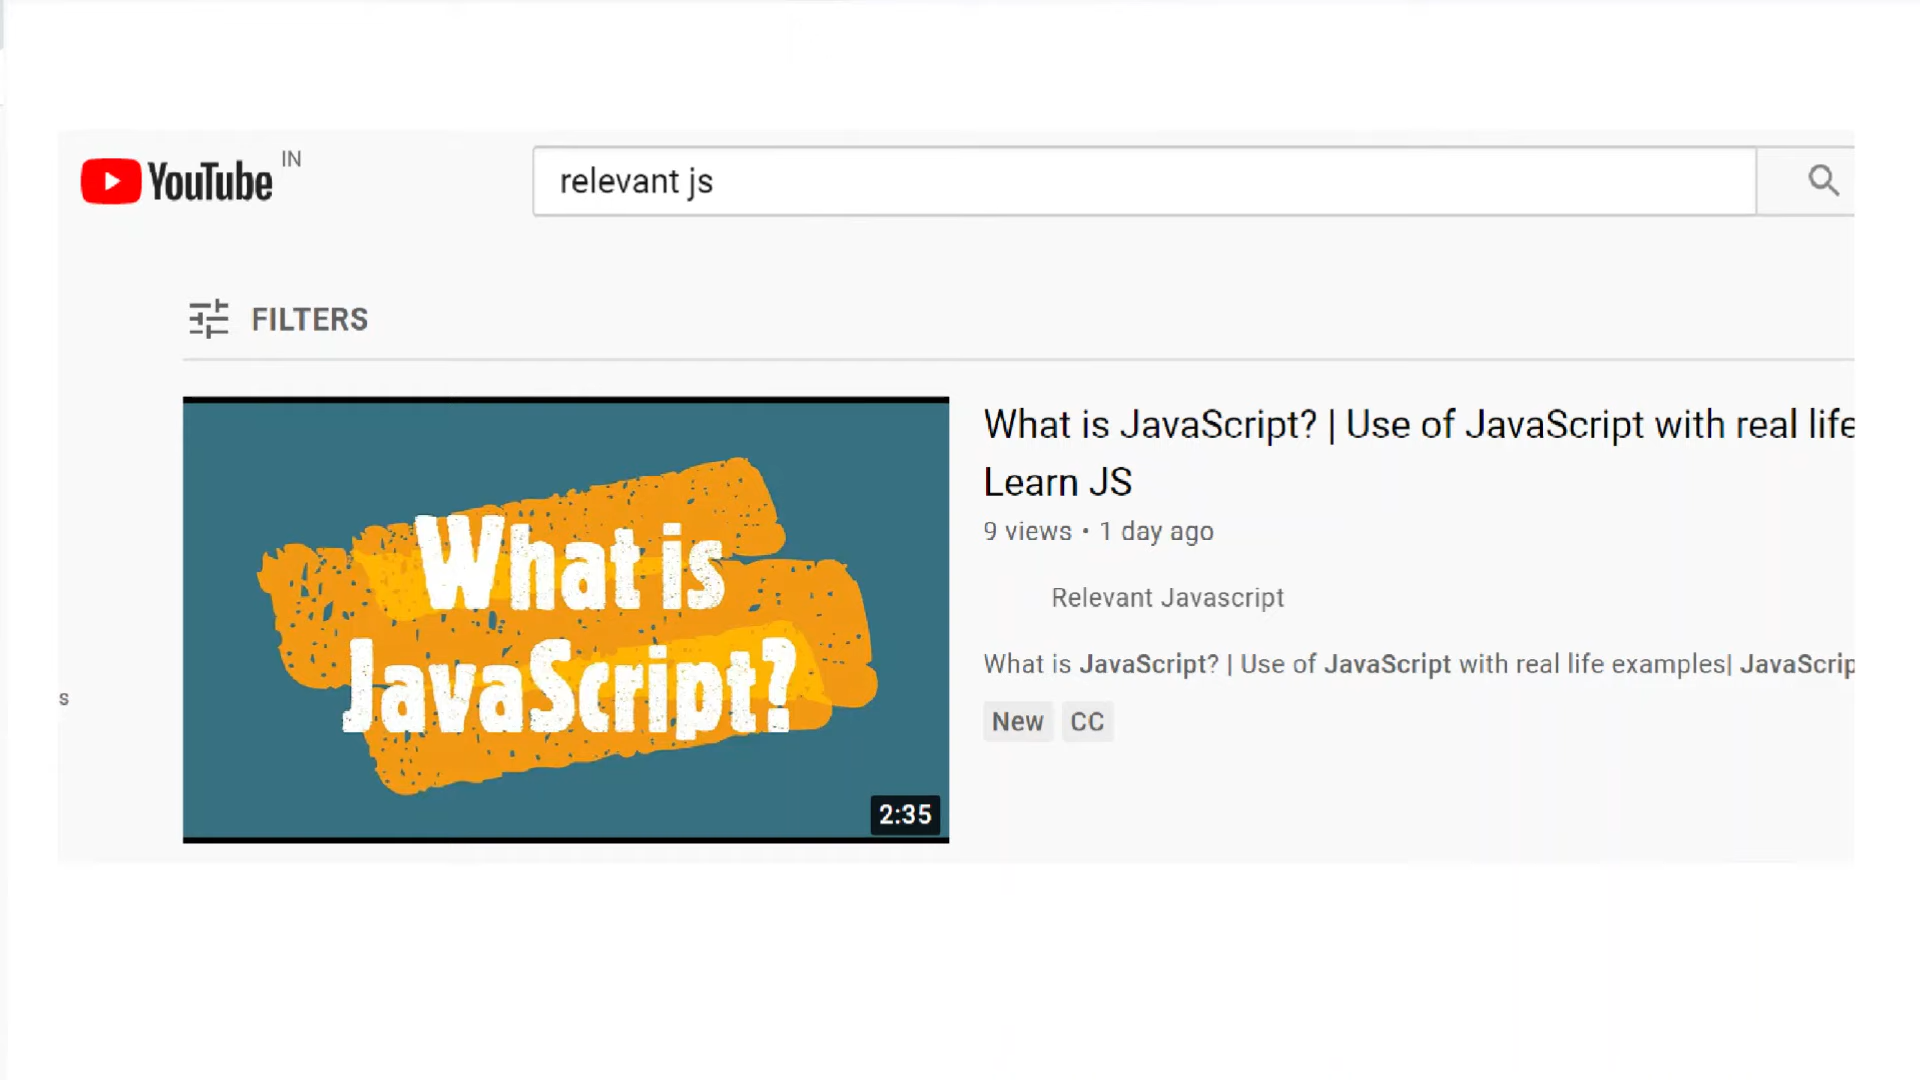 YouTube IN
relevant js
FILTERS
What is
JavaScript?
2:35
What is JavaScript? | Use of JavaScript with real life
Learn JS
9 views • 1 day ago
Relevant Javascript
What is JavaScript? | Use of JavaScript with real life examples| JavaScrip
New CC
s